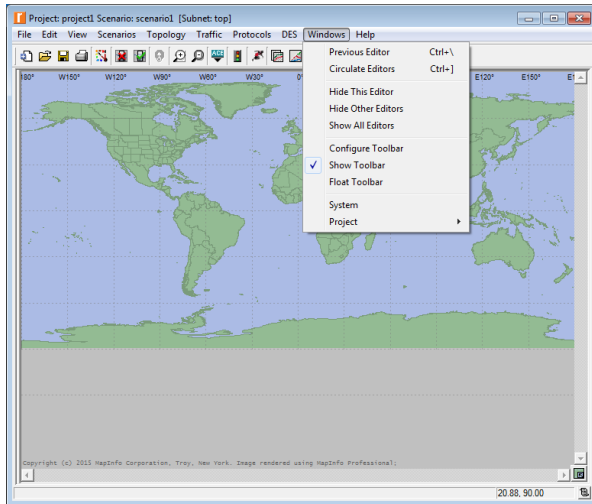 Project: project1 Scenario: scenario1 [Subnet: top]
File Edit View Scenarios Topology Traffic Protocols DES Windows Help
Previous Editor Ctrl+\
Circulate Editors Ctrl+]
Hide This Editor
Hide Other Editors
Show All Editors
Configure Toolbar
Show Toolbar
Float Toolbar
System
Project
180° W150° W120° W90° W60° W30° 0° E120° E150° E1
Copyright (c) 2013 MapInfo Corporation, Troy, New York. Image rendered using MapInfo Professional;
20.88, 90.00